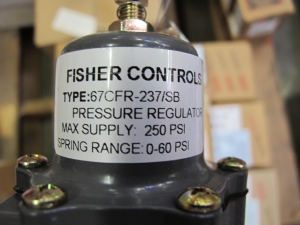 FISHER CONTROLS
TYPE:67CFR-237/SB
PRESSURE REGULATOR
MAX SUPPLY: 250 PSI
SPRING RANGE: 0-60 PSI